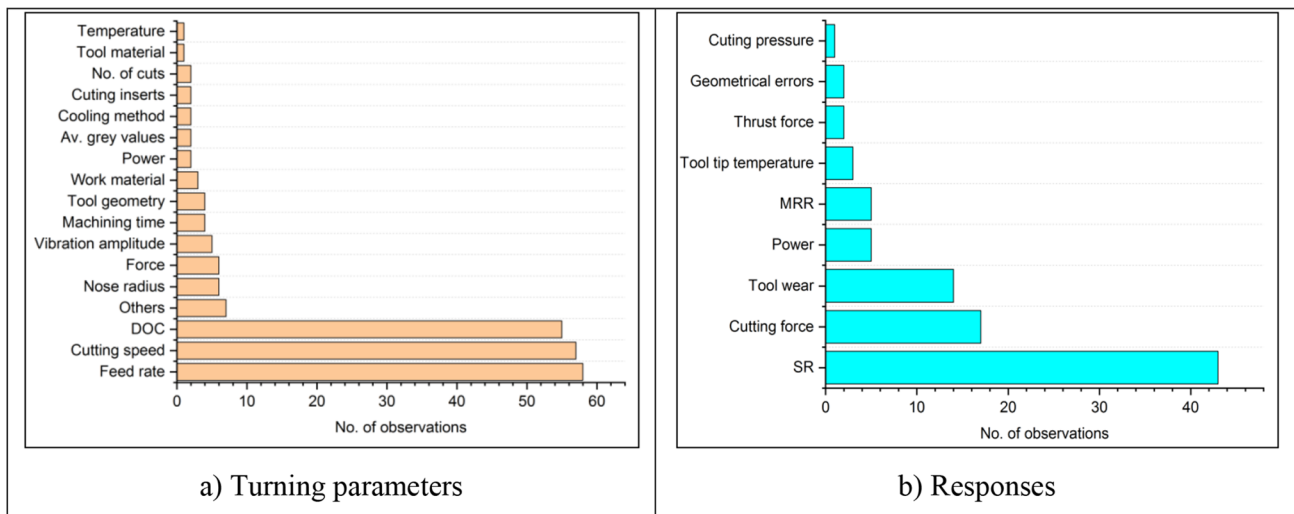 Temperature
Tool material
No. of cuts
Cuting inserts
Cooling method
Av. grey values
Power
Work material
Tool geometry
Machining time
Vibration amplitude
Force
Nose radius
Others
DOC
Cutting speed
Feed rate
0 10 20 30 40 50 60
No. of observations
a) Turning parameters
Cuting pressure
Geometrical errors
Thrust force
Tool tip temperature
MRR
Power
Tool wear
Cutting force
SR
0 10 20 30 40
No. of observations
b) Responses